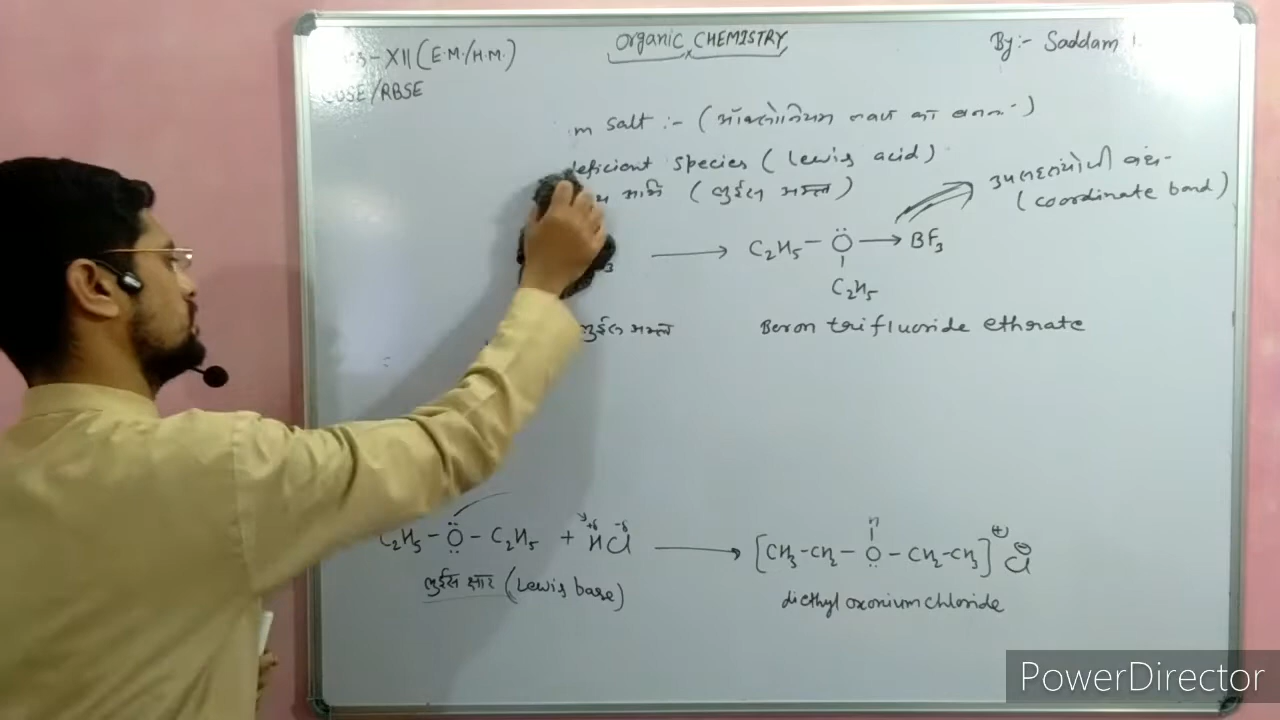 -XII (E.M./H.M.)
Organic CHEMISTRY
By:- Saddam
CBSE/RBSE
m Salt :- (ऑक्सोनियम लवण का बनना)
deficient species (Lewis acid)
(लुईस अम्ल)
(coordinate bond)
C2H5 - Ö → BF3
C2H5
लुईस अम्ल
Boron trifluoride ethrate
C2H5 - Ö - C2H5 + HCl → [CH3-CH2 - O - CH2-CH3]⊕ Cl⊖
H
+δ -δ
लुईस क्षार (Lewis base)
diethyl oxonium chloride
PowerDirector